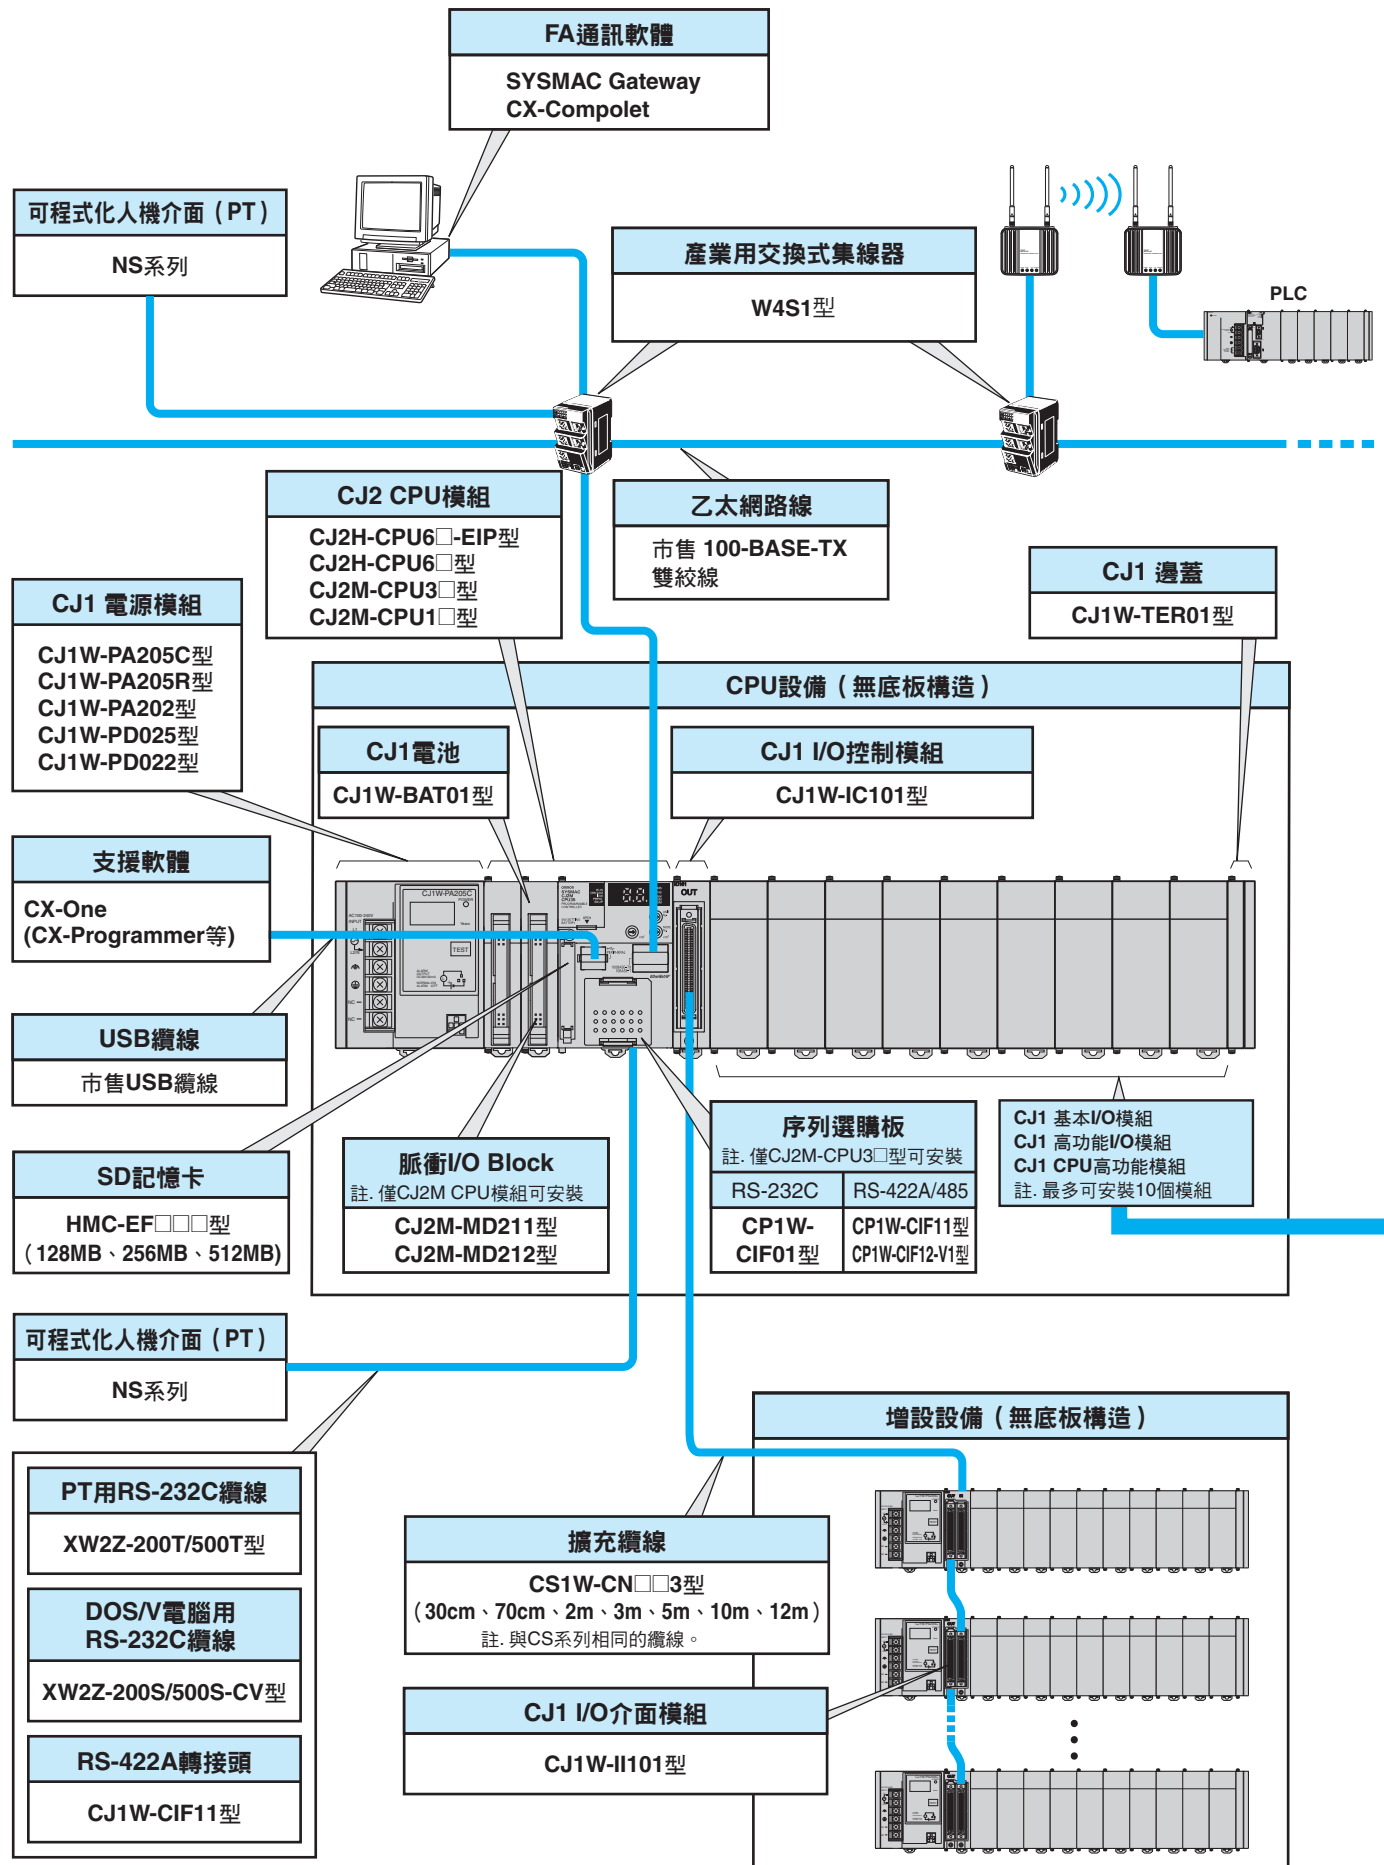 FA通訊軟體
SYSMAC Gateway
CX-Compolet
可程式化人機介面（PT）
NS系列
產業用交換式集線器
W4S1型
PLC
CJ2 CPU模組
CJ2H-CPU6□-EIP型
CJ2H-CPU6□型
CJ2M-CPU3□型
CJ2M-CPU1□型
乙太網路線
市售 100-BASE-TX
雙絞線
CJ1 邊蓋
CJ1W-TER01型
CJ1 電源模組
CJ1W-PA205C型
CJ1W-PA205R型
CJ1W-PA202型
CJ1W-PD025型
CJ1W-PD022型
CPU設備（無底板構造）
CJ1電池
CJ1W-BAT01型
CJ1 I/O控制模組
CJ1W-IC101型
支援軟體
CX-One
(CX-Programmer等)
CJ1W-PA205C
POWER
TEST
OUT
USB纜線
市售USB纜線
SD記憶卡
HMC-EF□□□型
（128MB、256MB、512MB)
脈衝I/O Block
註. 僅CJ2M CPU模組可安裝
CJ2M-MD211型
CJ2M-MD212型
序列選購板
註. 僅CJ2M-CPU3□型可安裝
RS-232C
RS-422A/485
CP1W-
CIF01型
CP1W-CIF11型
CP1W-CIF12-V1型
CJ1 基本I/O模組
CJ1 高功能I/O模組
CJ1 CPU高功能模組
註. 最多可安裝10個模組
可程式化人機介面（PT）
NS系列
增設設備（無底板構造）
PT用RS-232C纜線
XW2Z-200T/500T型
DOS/V電腦用
RS-232C纜線
XW2Z-200S/500S-CV型
RS-422A轉接頭
CJ1W-CIF11型
擴充纜線
CS1W-CN□□3型
（30cm、70cm、2m、3m、5m、10m、12m）
註. 與CS系列相同的纜線。
CJ1 I/O介面模組
CJ1W-II101型